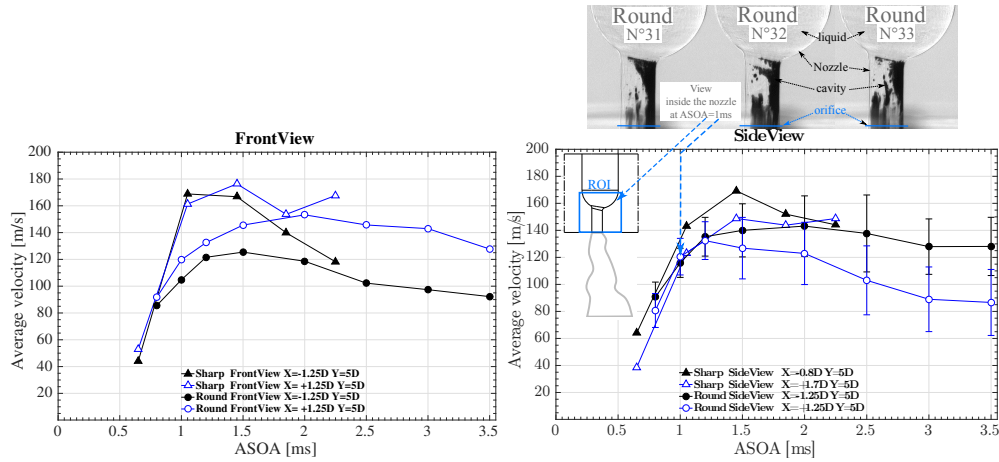 Round Round Round
N°31 N°32 N°33
liquid
Nozzle
cavity
orifice
View
inside the nozzle
at ASOA=1ms
FrontView
200
180
160
140
120
100
80
60
40
20
0 0.5 1 1.5 2 2.5 3 3.5
Average velocity [m/s]
ASOA [ms]
Sharp FrontView X=-1.25D Y=5D
Sharp FrontView X= +1.25D Y=5D
Round FrontView X=-1.25D Y=5D
Round FrontView X= +1.25D Y=5D
SideView
200
180
160
140
120
100
80
60
40
20
0 0.5 1 1.5 2 2.5 3 3.5
Average velocity [m/s]
ASOA [ms]
ROI
Sharp SideView X=-0.8D Y=5D
Sharp SideView X=+1.7D Y=5D
Round SideView X=-1.25D Y=5D
Round SideView X=+1.25D Y=5D